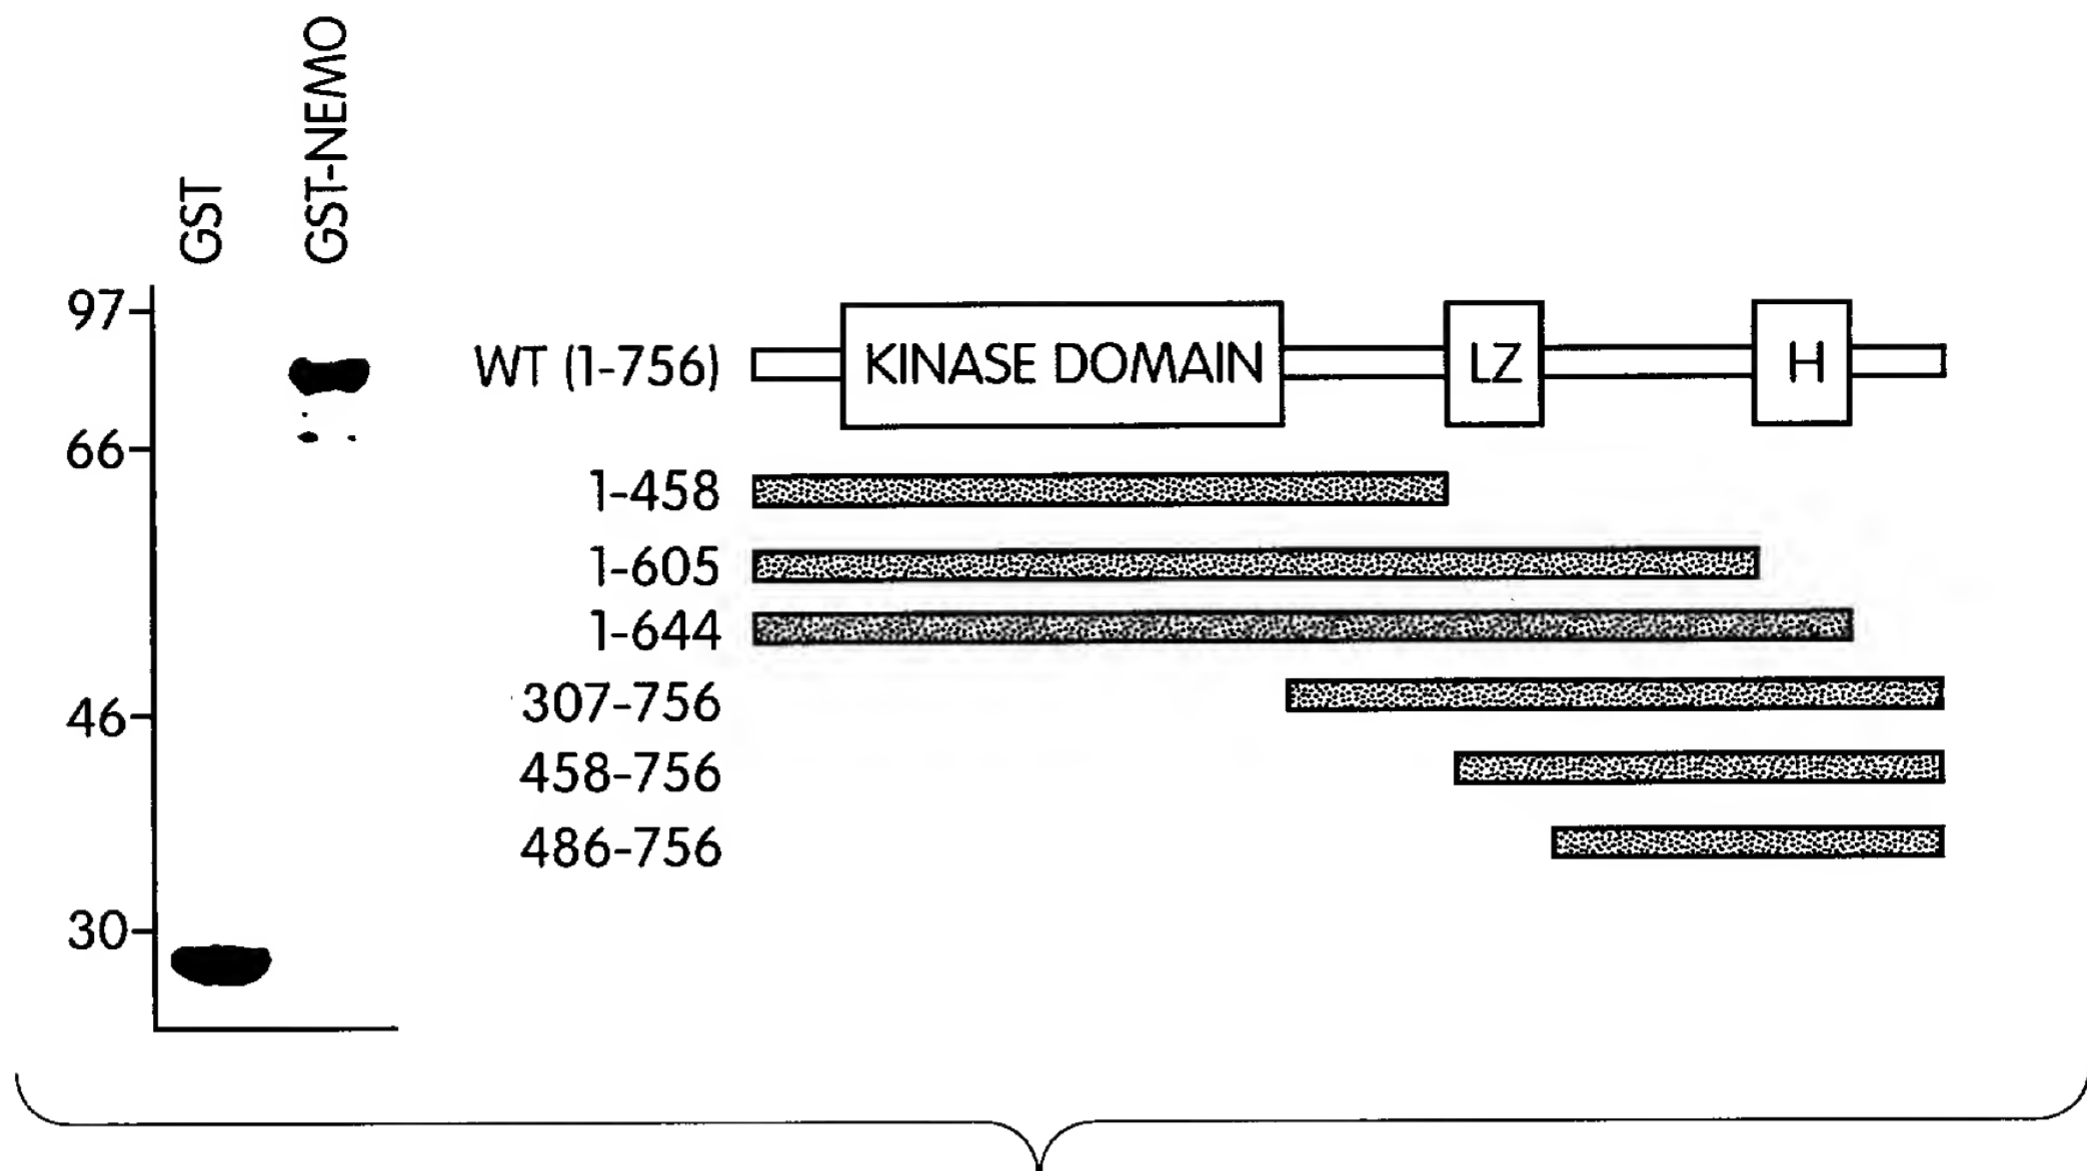 GST
GST-NEMO
97
66
46
30
WT (1-756)
KINASE DOMAIN
LZ
H
1-458
1-605
1-644
307-756
458-756
486-756